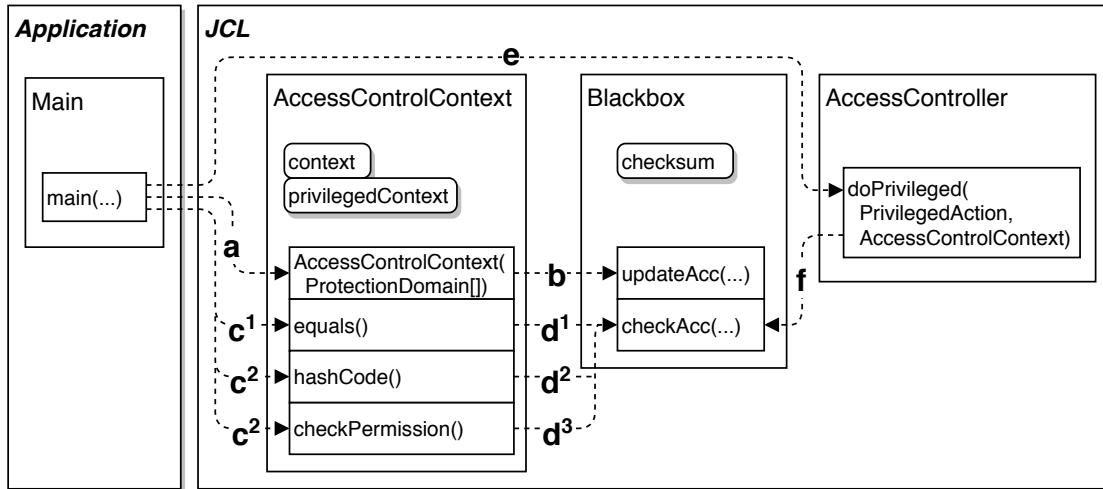 Application
JCL
e
Main
AccessControlContext
Blackbox
AccessController
context
privilegedContext
checksum
main(...)
doPrivileged(
PrivilegedAction,
AccessControlContext)
a
AccessControlContext(
ProtectionDomain[])
b
updateAcc(...)
f
c1
equals()
d1
checkAcc(...)
c2
hashCode()
d2
c2
checkPermission()
d3